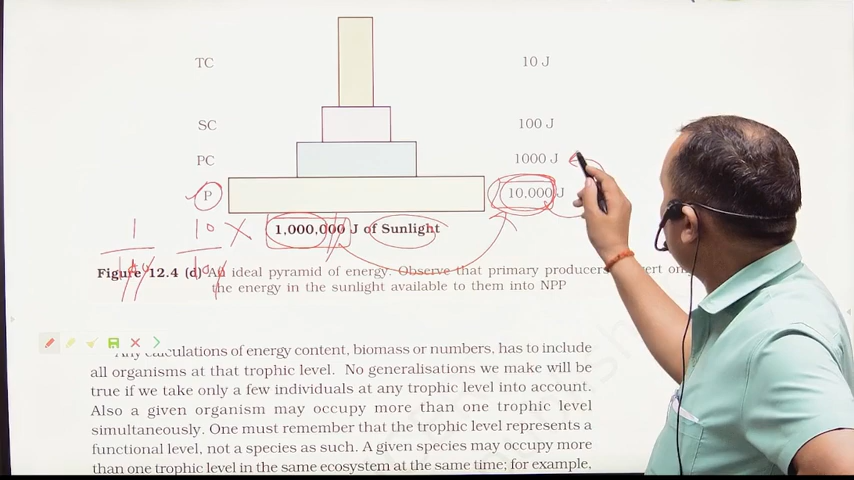 TC 10 J
SC 100 J
PC 1000 J
P 10,000 J
1,000,000 J of Sunlight
1 10 X
Figure 12.4 (d) An ideal pyramid of energy. Observe that primary producers
the energy in the sunlight available to them into NPP
Any calculations of energy content, biomass or numbers, has to include
all organisms at that trophic level. No generalisations we make will be
true if we take only a few individuals at any trophic level into account.
Also a given organism may occupy more than one trophic level
simultaneously. One must remember that the trophic level represents a
functional level, not a species as such. A given species may occupy more
than one trophic level in the same ecosystem at the same time; for example,